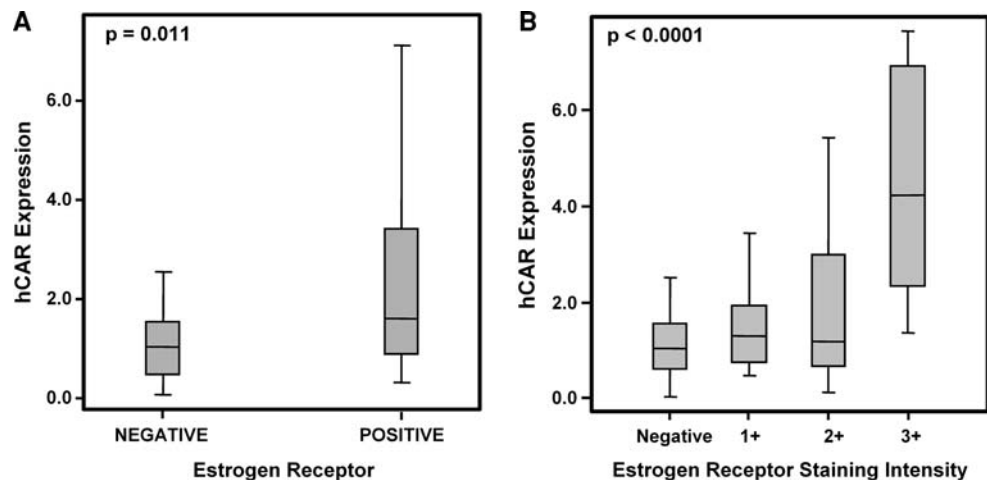 A
p = 0.011
hCAR Expression
6.0
4.0
2.0
0.0
NEGATIVE POSITIVE
Estrogen Receptor
B
p < 0.0001
hCAR Expression
6.0
4.0
2.0
0.0
Negative 1+ 2+ 3+
Estrogen Receptor Staining Intensity